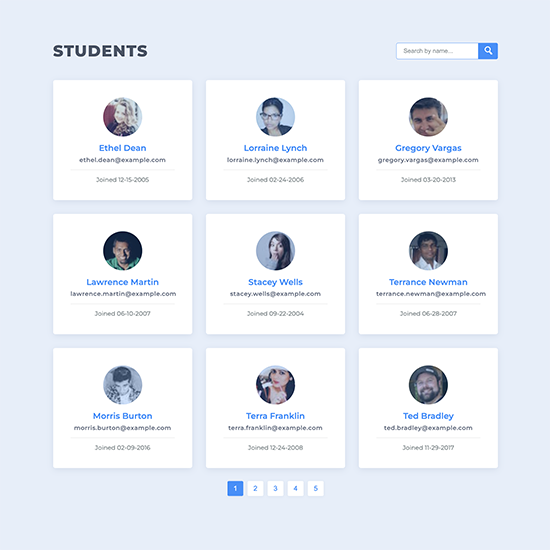 STUDENTS
Search by name...
Ethel Dean
ethel.dean@example.com
Joined 12-15-2005
Lorraine Lynch
lorraine.lynch@example.com
Joined 02-24-2006
Gregory Vargas
gregory.vargas@example.com
Joined 03-20-2013
Lawrence Martin
lawrence.martin@example.com
Joined 06-10-2007
Stacey Wells
stacey.wells@example.com
Joined 09-22-2004
Terrance Newman
terrance.newman@example.com
Joined 06-28-2007
Morris Burton
morris.burton@example.com
Joined 02-09-2016
Terra Franklin
terra.franklin@example.com
Joined 12-24-2008
Ted Bradley
ted.bradley@example.com
Joined 11-29-2017
1 2 3 4 5